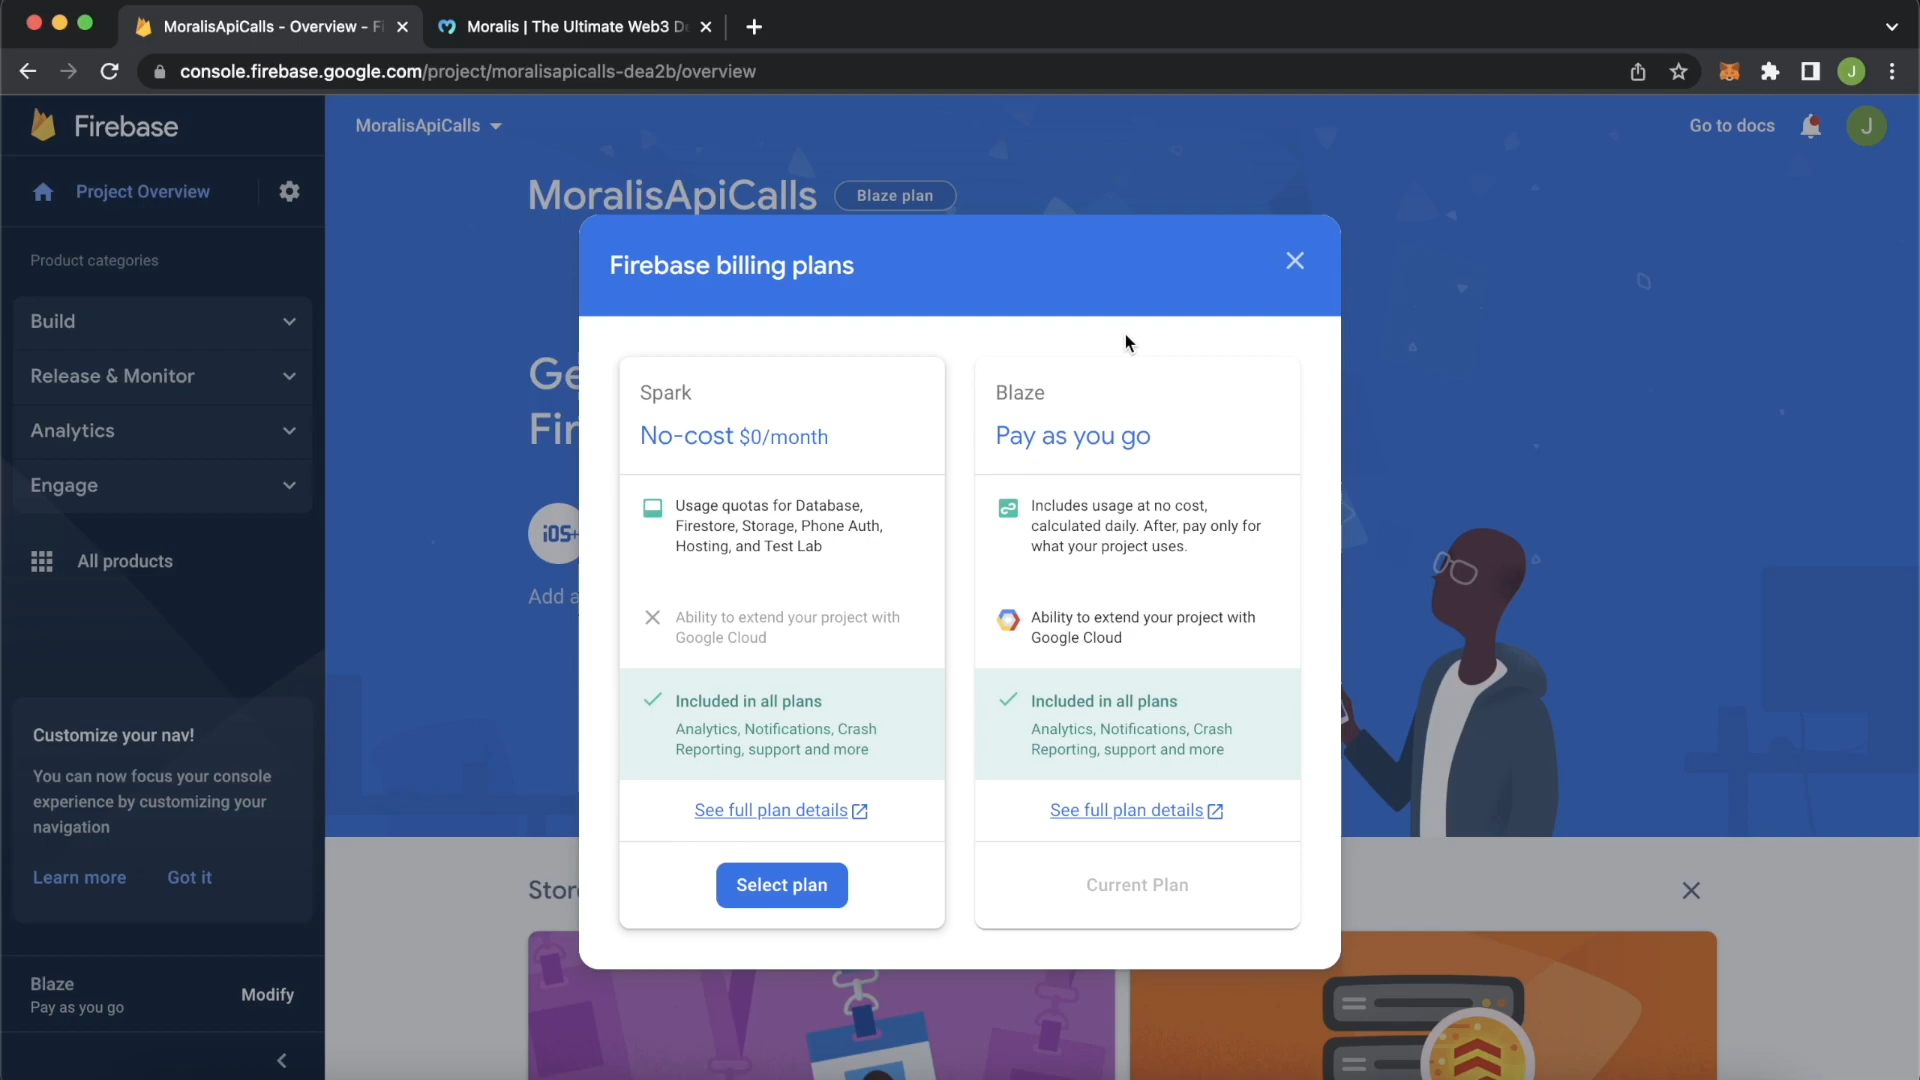 MoralisApiCalls - Overview - Fi
Moralis | The Ultimate Web3 De
console.firebase.google.com/project/moralisapicalls-dea2b/overview
J
Firebase
MoralisApiCalls
Go to docs
J
Project Overview
MoralisApiCalls
Blaze plan
Product categories
Build
Release & Monitor
Analytics
Engage
All products
Customize your nav!
You can now focus your console
experience by customizing your
navigation
Learn more
Got it
Blaze
Pay as you go
Modify
Ge
Fir
iOS+
Add a
Stor
Firebase billing plans
Spark
No-cost $0/month
Usage quotas for Database,
Firestore, Storage, Phone Auth,
Hosting, and Test Lab
Ability to extend your project with
Google Cloud
Included in all plans
Analytics, Notifications, Crash
Reporting, support and more
See full plan details
Select plan
Blaze
Pay as you go
Includes usage at no cost,
calculated daily. After, pay only for
what your project uses.
Ability to extend your project with
Google Cloud
Included in all plans
Analytics, Notifications, Crash
Reporting, support and more
See full plan details
Current Plan